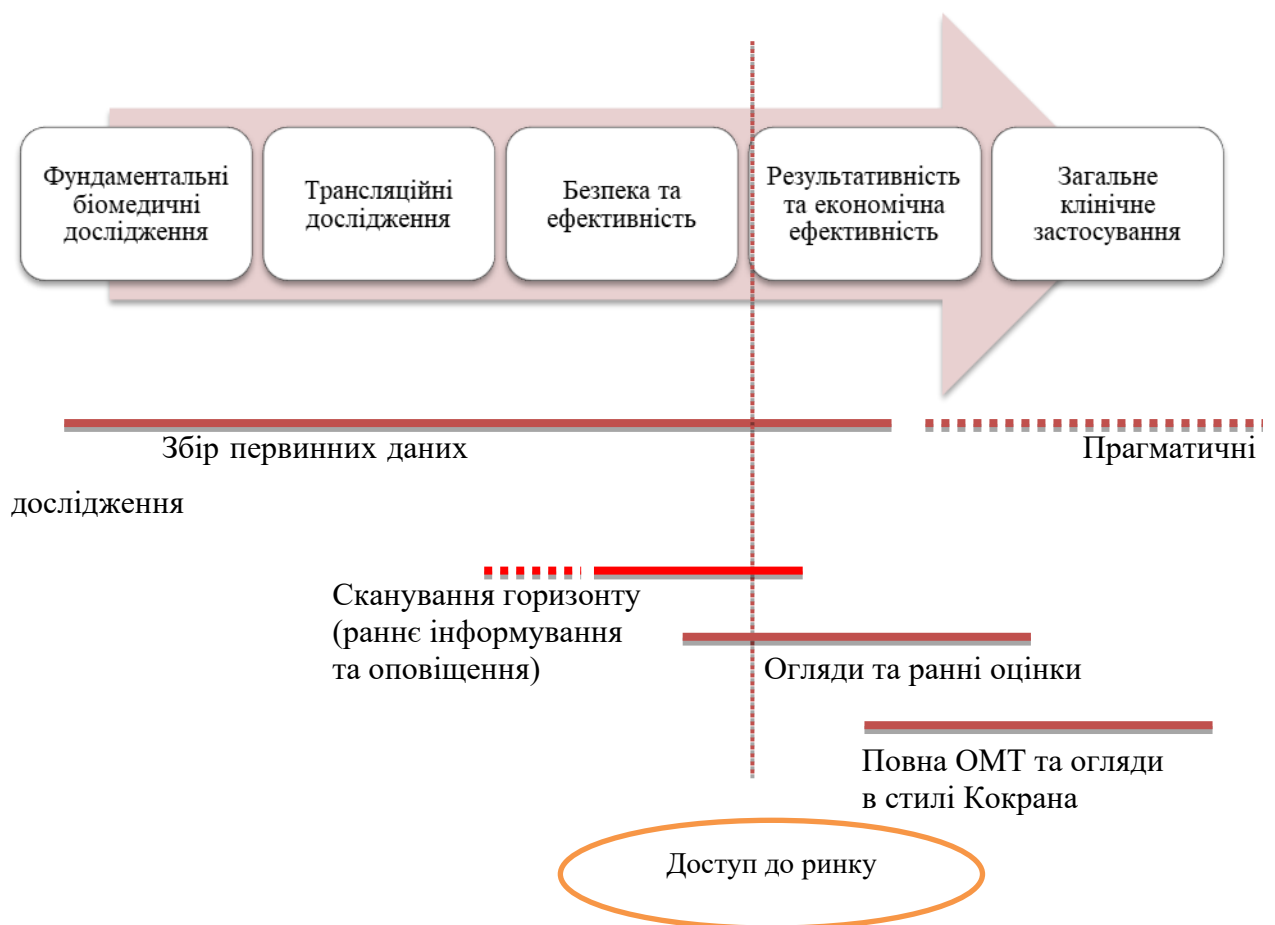 Фундаментальні
біомедичні
дослідження
Трансляційні
дослідження
Безпека та
ефективність
Результативність
та економічна
ефективність
Загальне
клінічне
застосування
Збір первинних даних
Прагматичні
дослідження
Сканування горизонту
(раннє інформування
та оповіщення)
Огляди та ранні оцінки
Повна ОМТ та огляди
в стилі Кокрана
Доступ до ринку